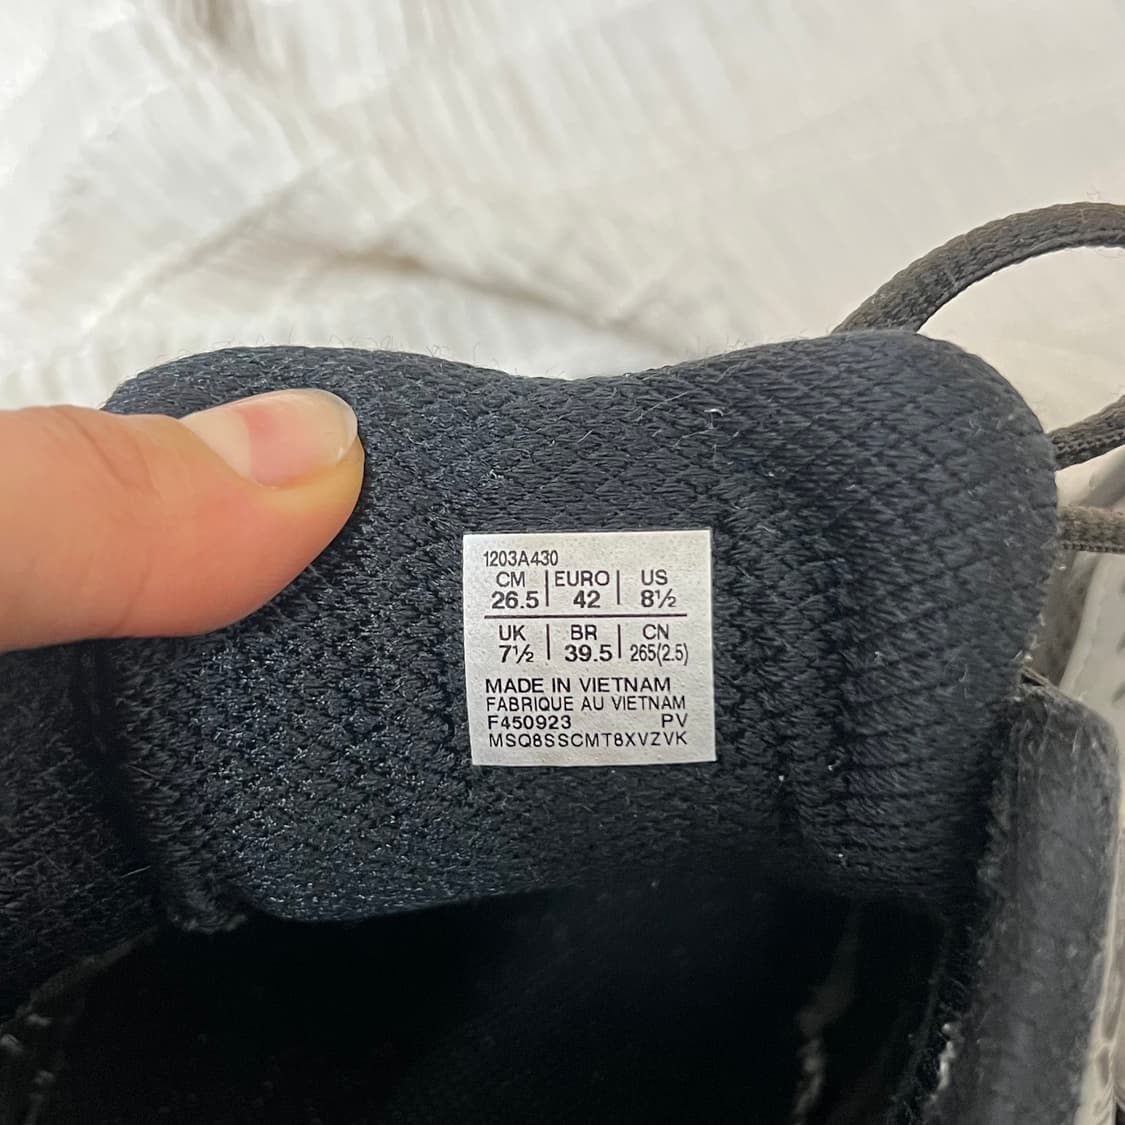 1203A430
CM | EURO | US
26.5 | 42 | 8½
UK | BR | CN
7½ | 39.5 | 265(2.5)
MADE IN VIETNAM
FABRIQUE AU VIETNAM
F450923 PV
MSQ8SSCMT8XVZVK